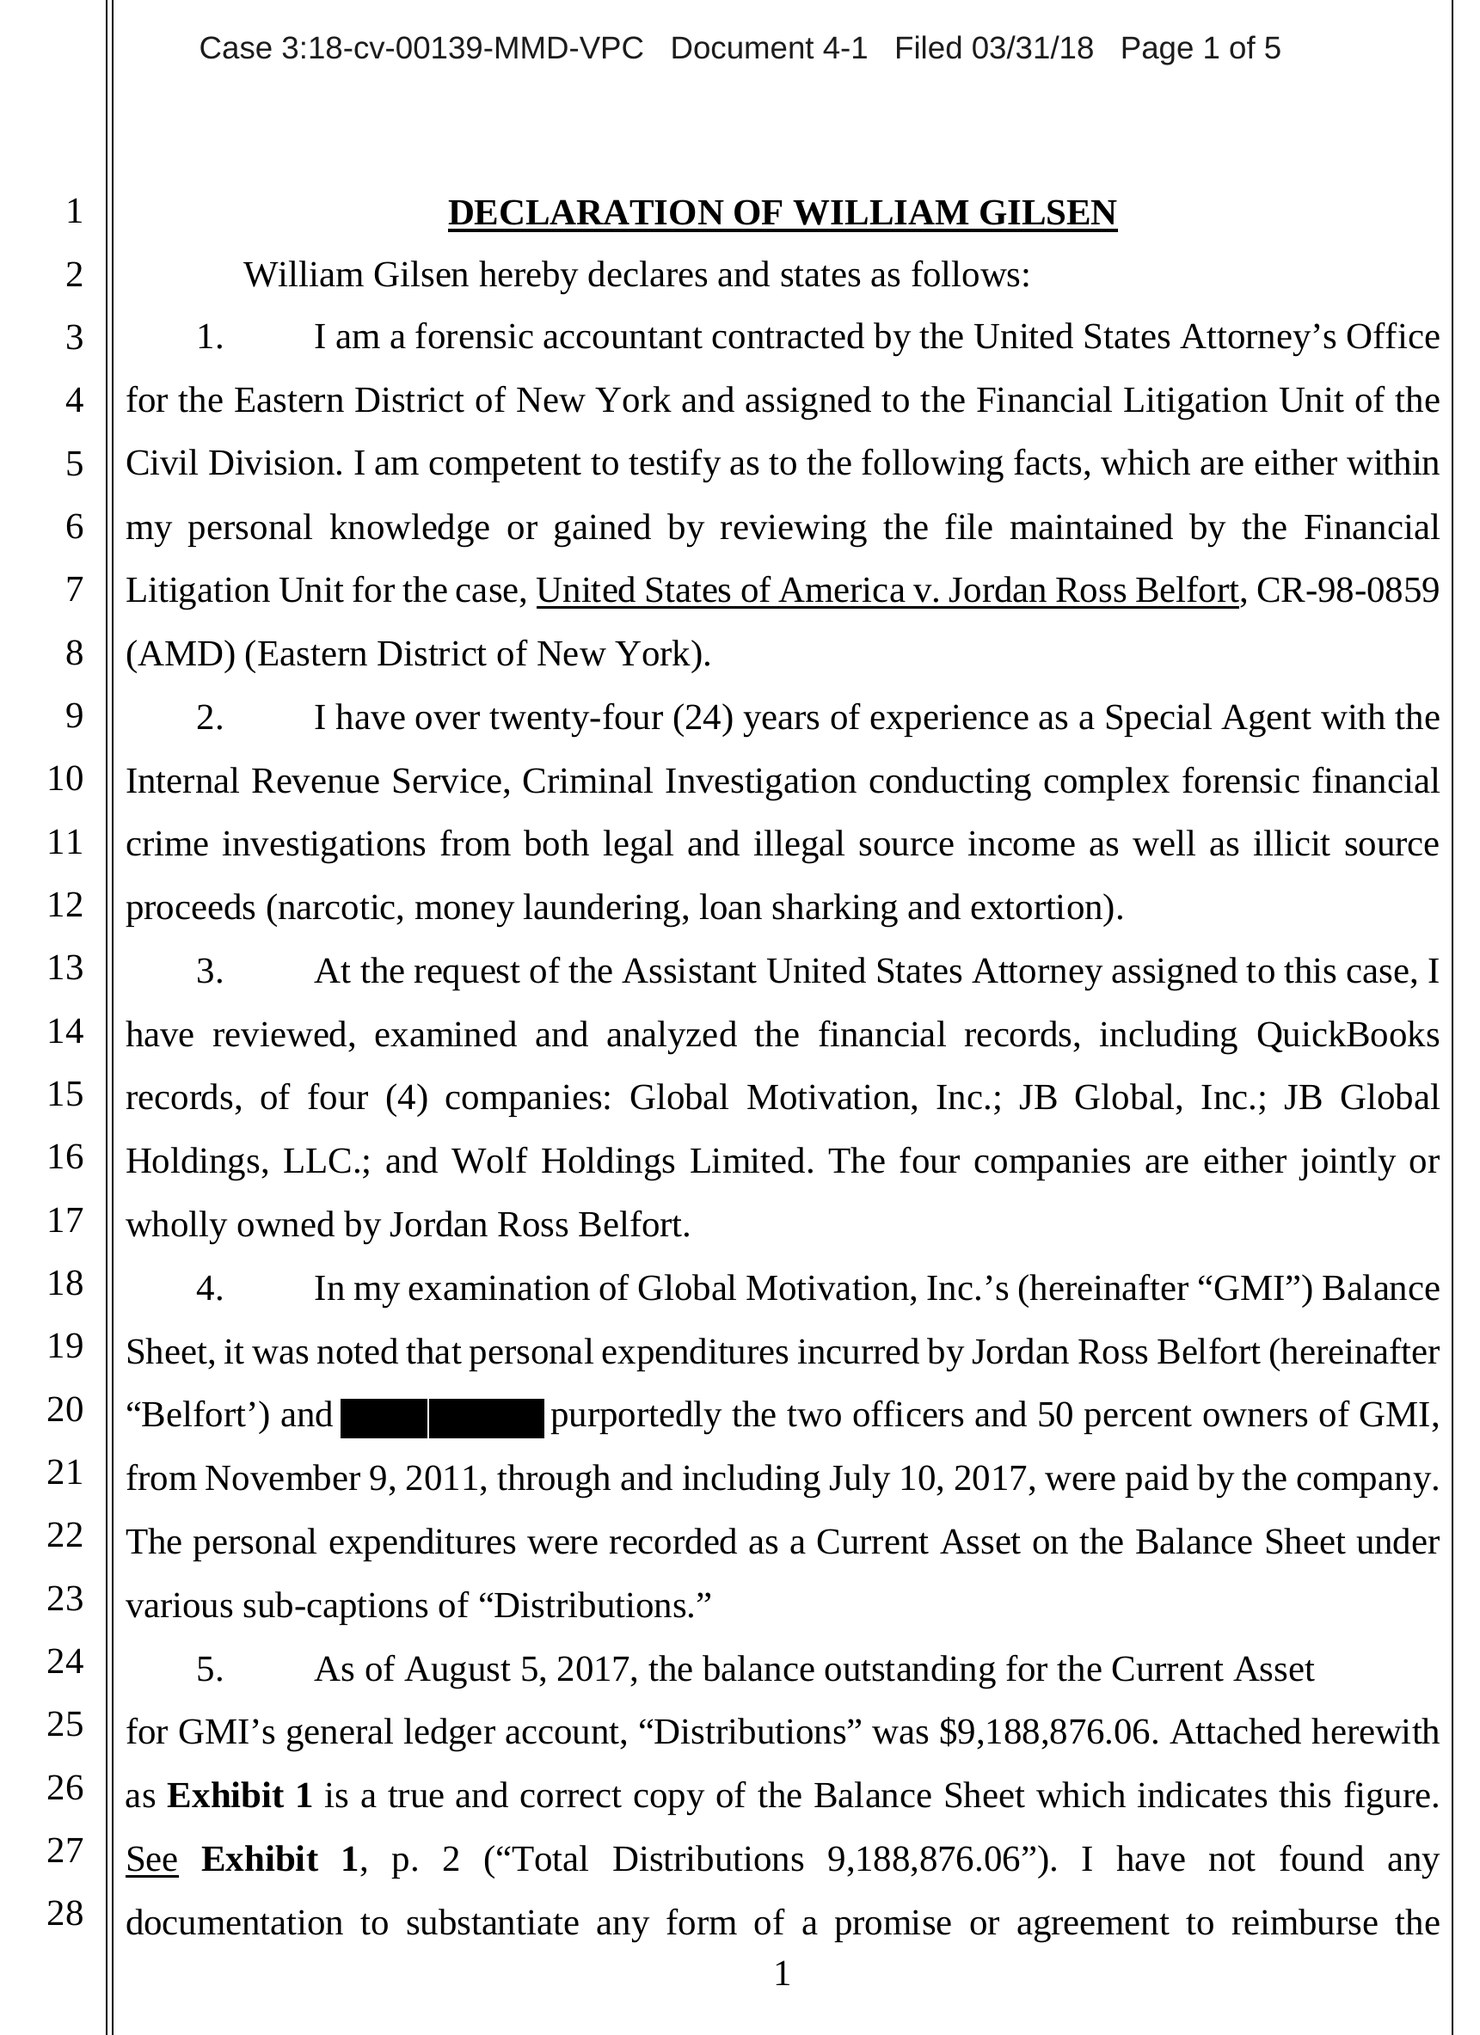 Case 3:18-cv-00139-MMD-VPC Document 4-1 Filed 03/31/18 Page 1 of 5
1 DECLARATION OF WILLIAM GILSEN
2 William Gilsen hereby declares and states as follows:
3 1. I am a forensic accountant contracted by the United States Attorney’s Office
4 for the Eastern District of New York and assigned to the Financial Litigation Unit of the
5 Civil Division. I am competent to testify as to the following facts, which are either within
6 my personal knowledge or gained by reviewing the file maintained by the Financial
7 Litigation Unit for the case, United States of America v. Jordan Ross Belfort, CR-98-0859
8 (AMD) (Eastern District of New York).
9 2. I have over twenty-four (24) years of experience as a Special Agent with the
10 Internal Revenue Service, Criminal Investigation conducting complex forensic financial
11 crime investigations from both legal and illegal source income as well as illicit source
12 proceeds (narcotic, money laundering, loan sharking and extortion).
13 3. At the request of the Assistant United States Attorney assigned to this case, I
14 have reviewed, examined and analyzed the financial records, including QuickBooks
15 records, of four (4) companies: Global Motivation, Inc.; JB Global, Inc.; JB Global
16 Holdings, LLC.; and Wolf Holdings Limited. The four companies are either jointly or
17 wholly owned by Jordan Ross Belfort.
18 4. In my examination of Global Motivation, Inc.’s (hereinafter “GMI”) Balance
19 Sheet, it was noted that personal expenditures incurred by Jordan Ross Belfort (hereinafter
20 “Belfort’) and purportedly the two officers and 50 percent owners of GMI,
21 from November 9, 2011, through and including July 10, 2017, were paid by the company.
22 The personal expenditures were recorded as a Current Asset on the Balance Sheet under
23 various sub-captions of “Distributions.”
24 5. As of August 5, 2017, the balance outstanding for the Current Asset
25 for GMI’s general ledger account, “Distributions” was $9,188,876.06. Attached herewith
26 as Exhibit 1 is a true and correct copy of the Balance Sheet which indicates this figure.
27 See Exhibit 1, p. 2 (“Total Distributions 9,188,876.06”). I have not found any
28 documentation to substantiate any form of a promise or agreement to reimburse the
1